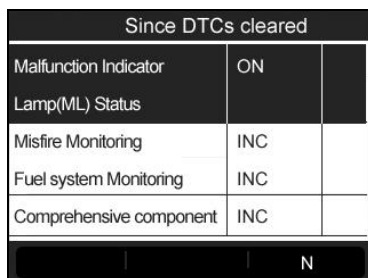 Since DTCs cleared
Malfunction Indicator ON
Lamp(ML) Status
Misfire Monitoring INC
Fuel system Monitoring INC
Comprehensive component INC
N